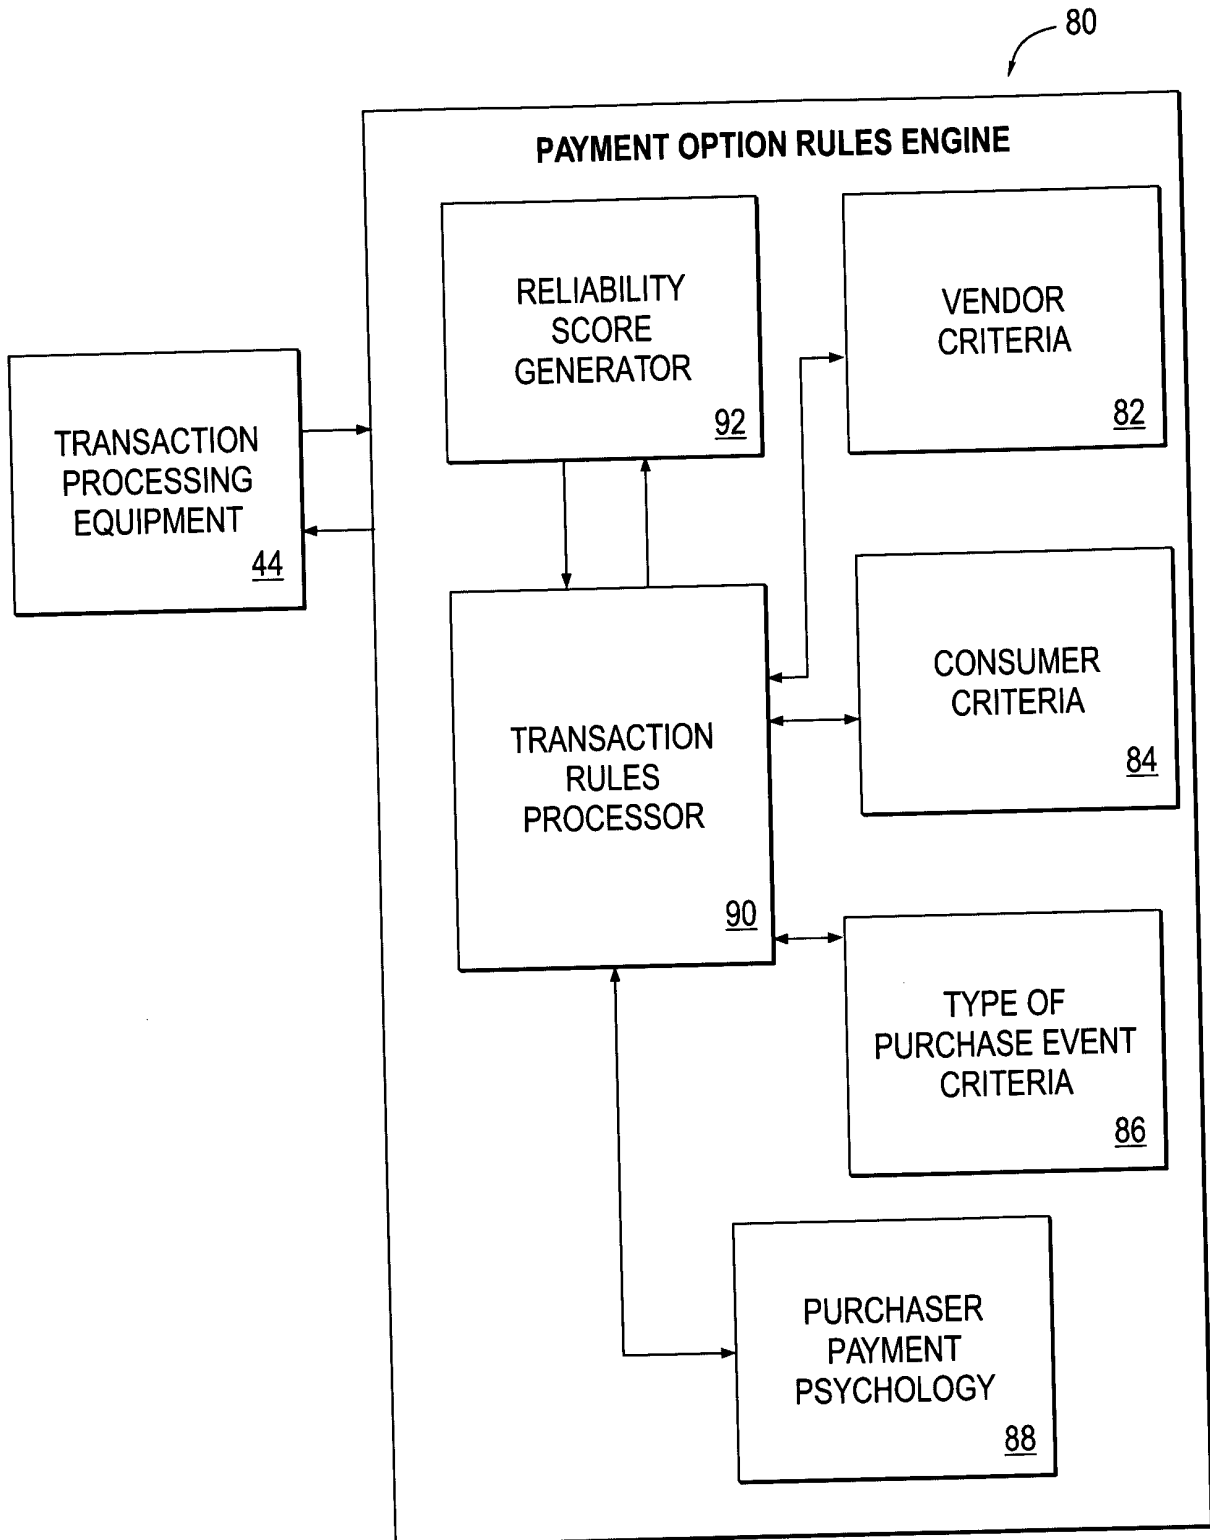 80
PAYMENT OPTION RULES ENGINE
RELIABILITY
SCORE
GENERATOR
92
VENDOR
CRITERIA
82
TRANSACTION
PROCESSING
EQUIPMENT
44
CONSUMER
CRITERIA
84
TRANSACTION
RULES
PROCESSOR
90
TYPE OF
PURCHASE EVENT
CRITERIA
86
PURCHASER
PAYMENT
PSYCHOLOGY
88